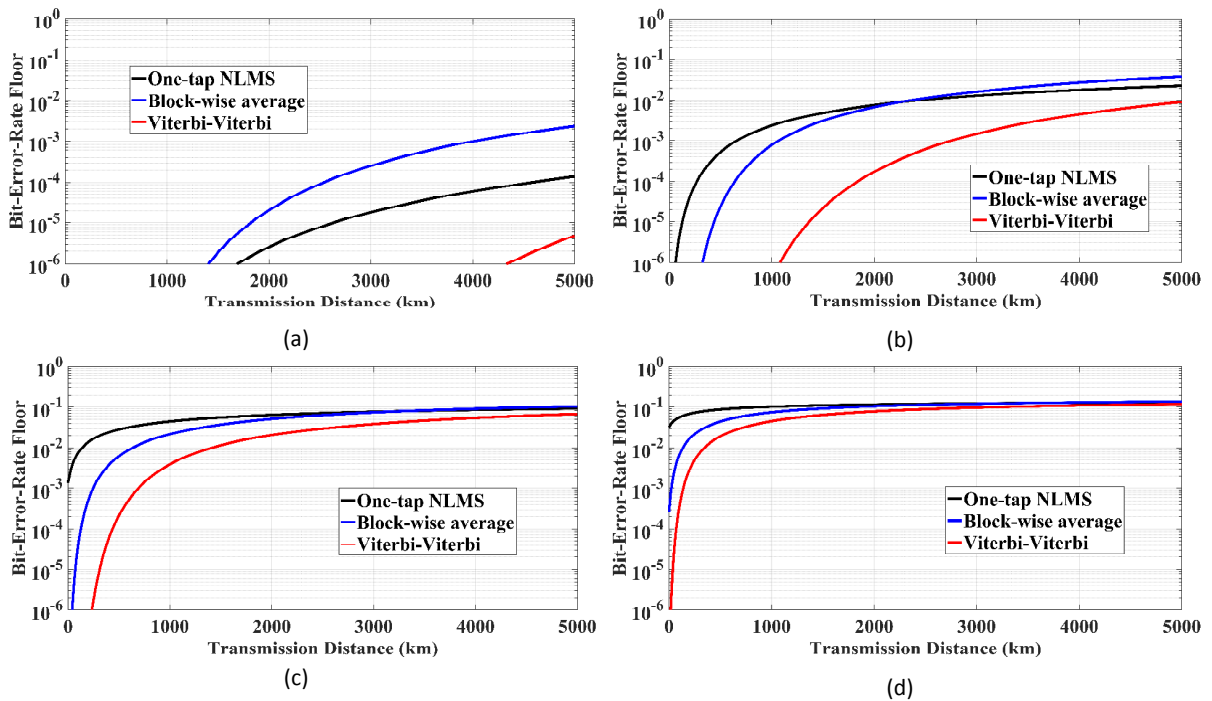 Bit-Error-Rate Floor
10^0
10^-1
10^-2
10^-3
10^-4
10^-5
10^-6
One-tap NLMS
Block-wise average
Viterbi-Viterbi
0 1000 2000 3000 4000 5000
Transmission Distance (km)
(a)
Bit-Error-Rate Floor
10^0
10^-1
10^-2
10^-3
10^-4
10^-5
10^-6
One-tap NLMS
Block-wise average
Viterbi-Viterbi
0 1000 2000 3000 4000 5000
Transmission Distance (km)
(b)
Bit-Error-Rate Floor
10^0
10^-1
10^-2
10^-3
10^-4
10^-5
10^-6
One-tap NLMS
Block-wise average
Viterbi-Viterbi
0 1000 2000 3000 4000 5000
Transmission Distance (km)
(c)
Bit-Error-Rate Floor
10^0
10^-1
10^-2
10^-3
10^-4
10^-5
10^-6
One-tap NLMS
Block-wise average
Viterbi-Viterbi
0 1000 2000 3000 4000 5000
Transmission Distance (km)
(d)